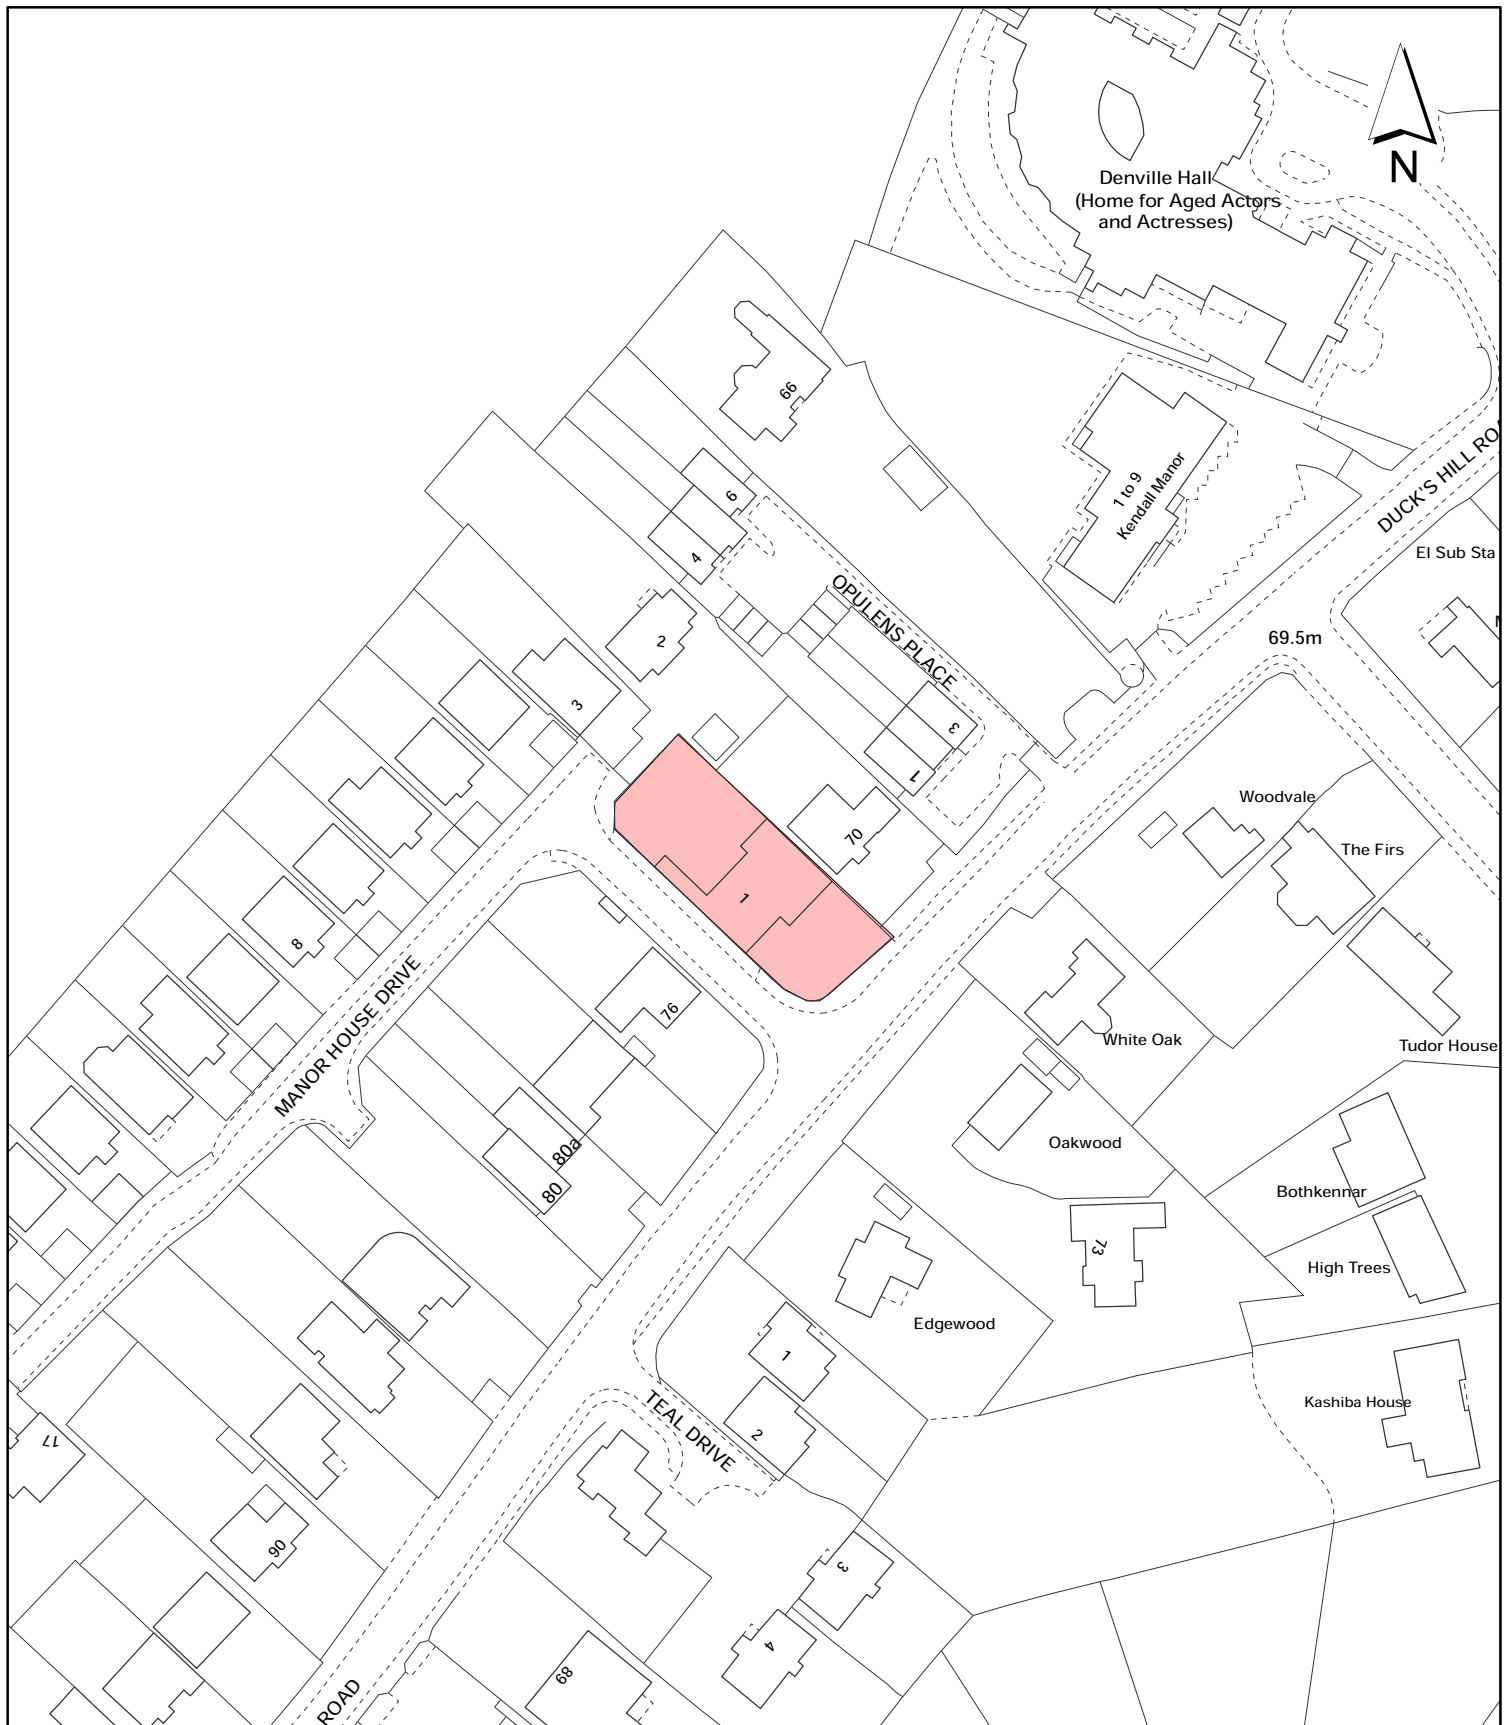 N
Denville Hall
(Home for Aged Actors
and Actresses)
66
1 to 9
Kendall Manor
DUCK'S HILL ROA
El Sub Sta
6
4
OPULENS PLACE
69.5m
2
3
3
1
70
Woodvale
The Firs
1
8
MANOR HOUSE DRIVE
76
White Oak
Tudor House
80a
80
Oakwood
Bothkennar
73
High Trees
Edgewood
1
2
TEAL DRIVE
Kashiba House
17
90
3
4
68
ROAD